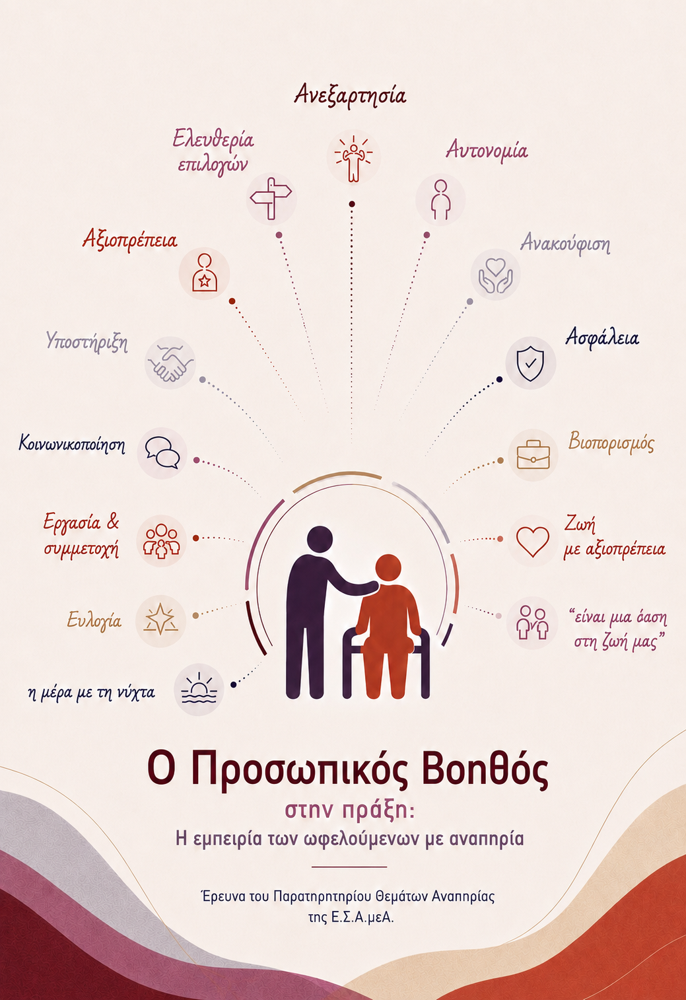 Ανεξαρτησία
Ελευθερία
επιλογών
Αυτονομία
Αξιοπρέπεια
Ανακούφιση
Υποστήριξη
Ασφάλεια
Κοινωνικοποίηση
Βιοπορισμός
Εργασία &
συμμετοχή
Ζωή
με αξιοπρέπεια
Ευλογία
“είναι μια όαση
στη ζωή μας”
η μέρα με τη νύχτα
Ο Προσωπικός Βοηθός
στην πράξη:
Η εμπειρία των ωφελούμενων με αναπηρία
Έρευνα του Παρατηρητηρίου Θεμάτων Αναπηρίας
της Ε.Σ.Α.μεΑ.